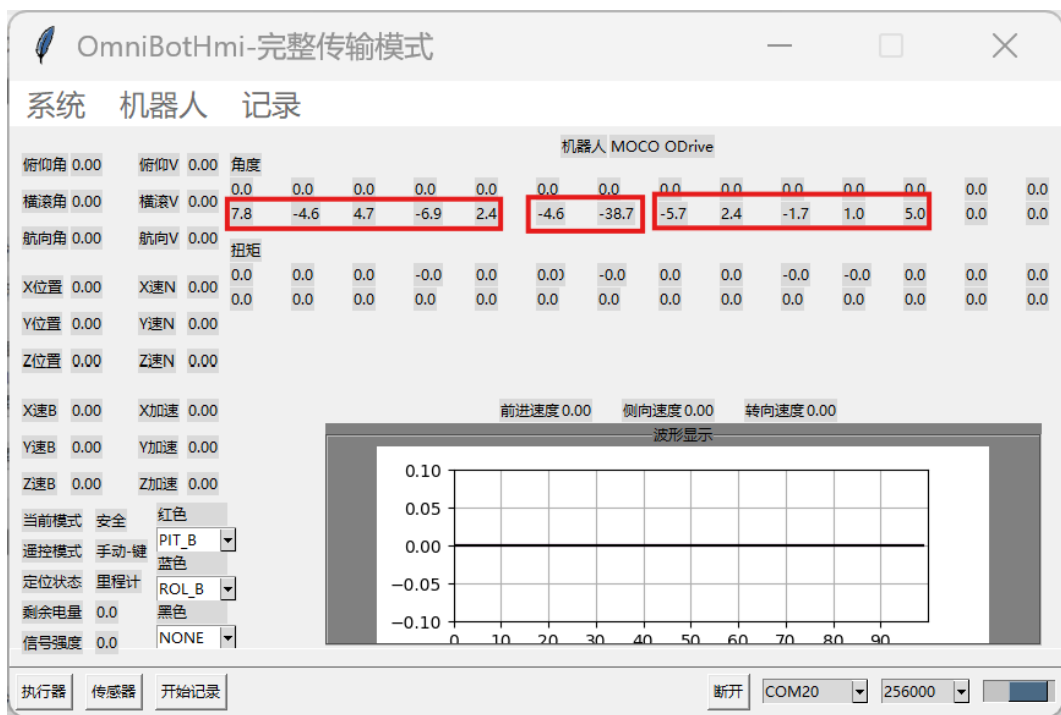 OmniBotHmi-完整传输模式
系统 机器人 记录
机器人 MOCO ODrive
俯仰角 0.00 俯仰V 0.00 角度
0.0 0.0 0.0 0.0 0.0 0.0 0.0 0.0 0.0 0.0 0.0 0.0 0.0 0.0
横滚角 0.00 横滚V 0.00
7.8 -4.6 4.7 -6.9 2.4 -4.6 -38.7 -5.7 2.4 -1.7 1.0 5.0 0.0 0.0
航向角 0.00 航向V 0.00
扭矩
0.0 0.0 0.0 -0.0 0.0 0.0 -0.0 0.0 0.0 -0.0 -0.0 0.0 0.0 0.0
X位置 0.00 X速N 0.00
0.0 0.0 0.0 0.0 0.0 0.0 0.0 0.0 0.0 0.0 0.0 0.0 0.0 0.0
Y位置 0.00 Y速N 0.00
Z位置 0.00 Z速N 0.00
X速B 0.00 X加速 0.00 前进速度 0.00 侧向速度 0.00 转向速度 0.00
波形显示
Y速B 0.00 Y加速 0.00
Z速B 0.00 Z加速 0.00
当前模式 安全 红色
PIT_B
遥控模式 手动-键 蓝色
定位状态 里程计 ROL_B
剩余电量 0.0 黑色
信号强度 0.0 NONE
0.10
0.05
0.00
−0.05
−0.10
0 10 20 30 40 50 60 70 80 90
执行器 传感器 开始记录 断开 COM20 256000